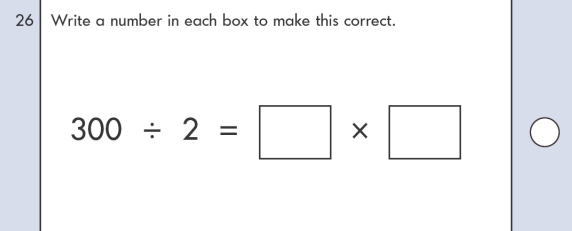 26 Write a number in each box to make this correct.
300 ÷ 2 = ×